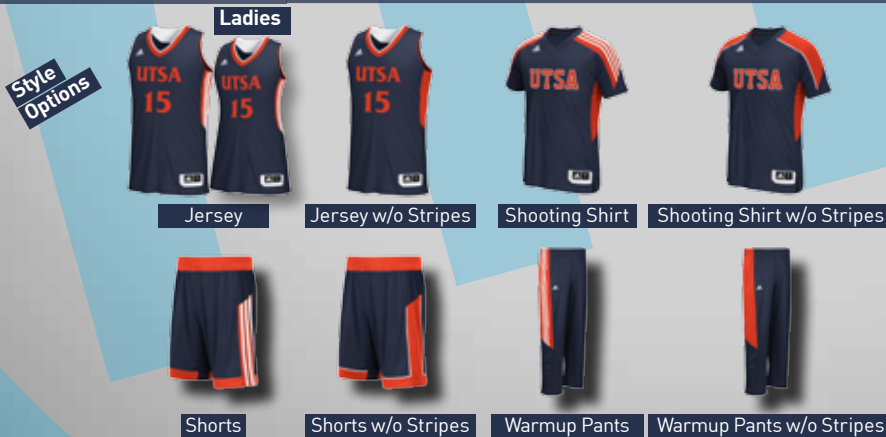 Ladies
Style
Options
UTSA
15
UTSA
15
UTSA
15
UTSA
UTSA
Jersey
Jersey w/o Stripes
Shooting Shirt
Shooting Shirt w/o Stripes
Shorts
Shorts w/o Stripes
Warmup Pants
Warmup Pants w/o Stripes